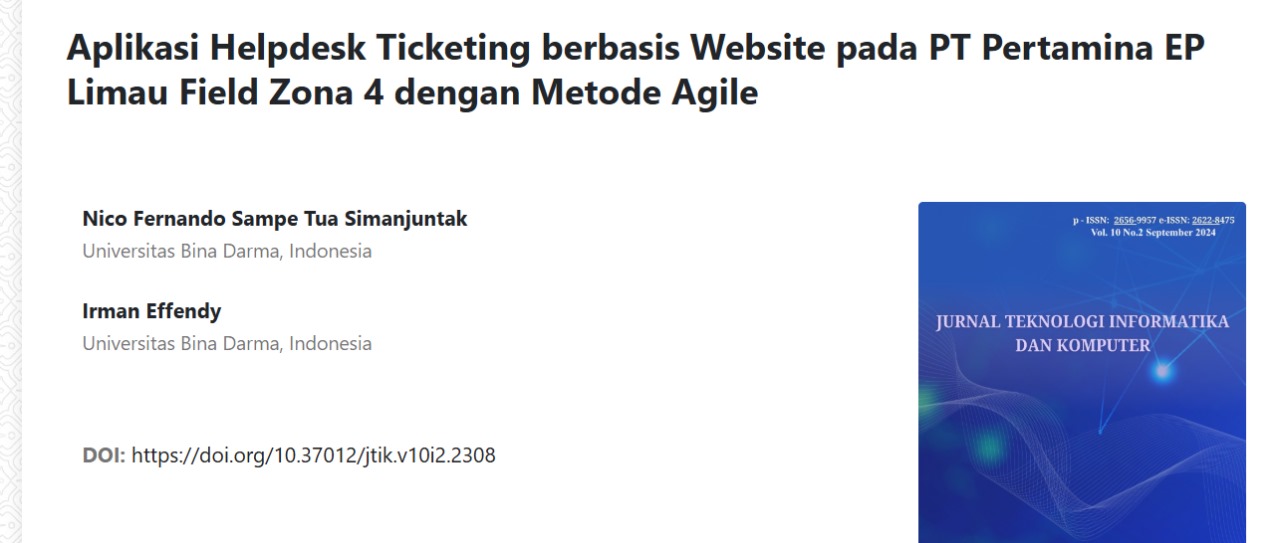 Aplikasi Helpdesk Ticketing berbasis Website pada PT Pertamina EP
Limau Field Zona 4 dengan Metode Agile
Nico Fernando Sampe Tua Simanjuntak
Universitas Bina Darma, Indonesia
Irman Effendy
Universitas Bina Darma, Indonesia
DOI: https://doi.org/10.37012/jtik.v10i2.2308
p - ISSN: 2656-9957 e-ISSN: 2622-8475
Vol. 10 No.2 September 2024
JURNAL TEKNOLOGI INFORMATIKA
DAN KOMPUTER